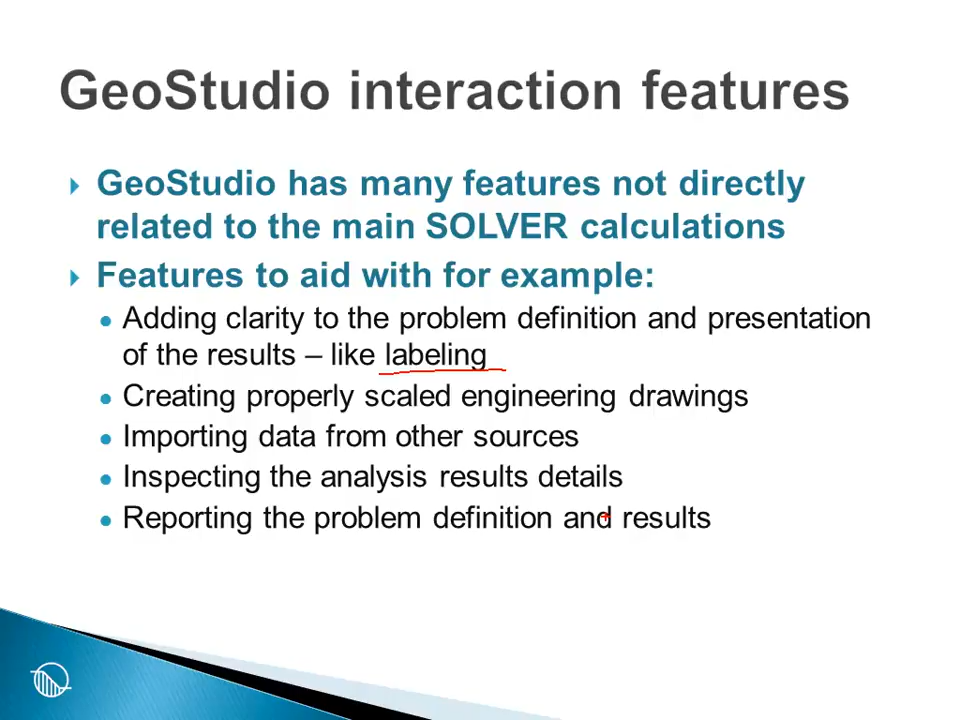 GeoStudio interaction features
GeoStudio has many features not directly
related to the main SOLVER calculations
Features to aid with for example:
Adding clarity to the problem definition and presentation
of the results – like labeling
Creating properly scaled engineering drawings
Importing data from other sources
Inspecting the analysis results details
Reporting the problem definition and results